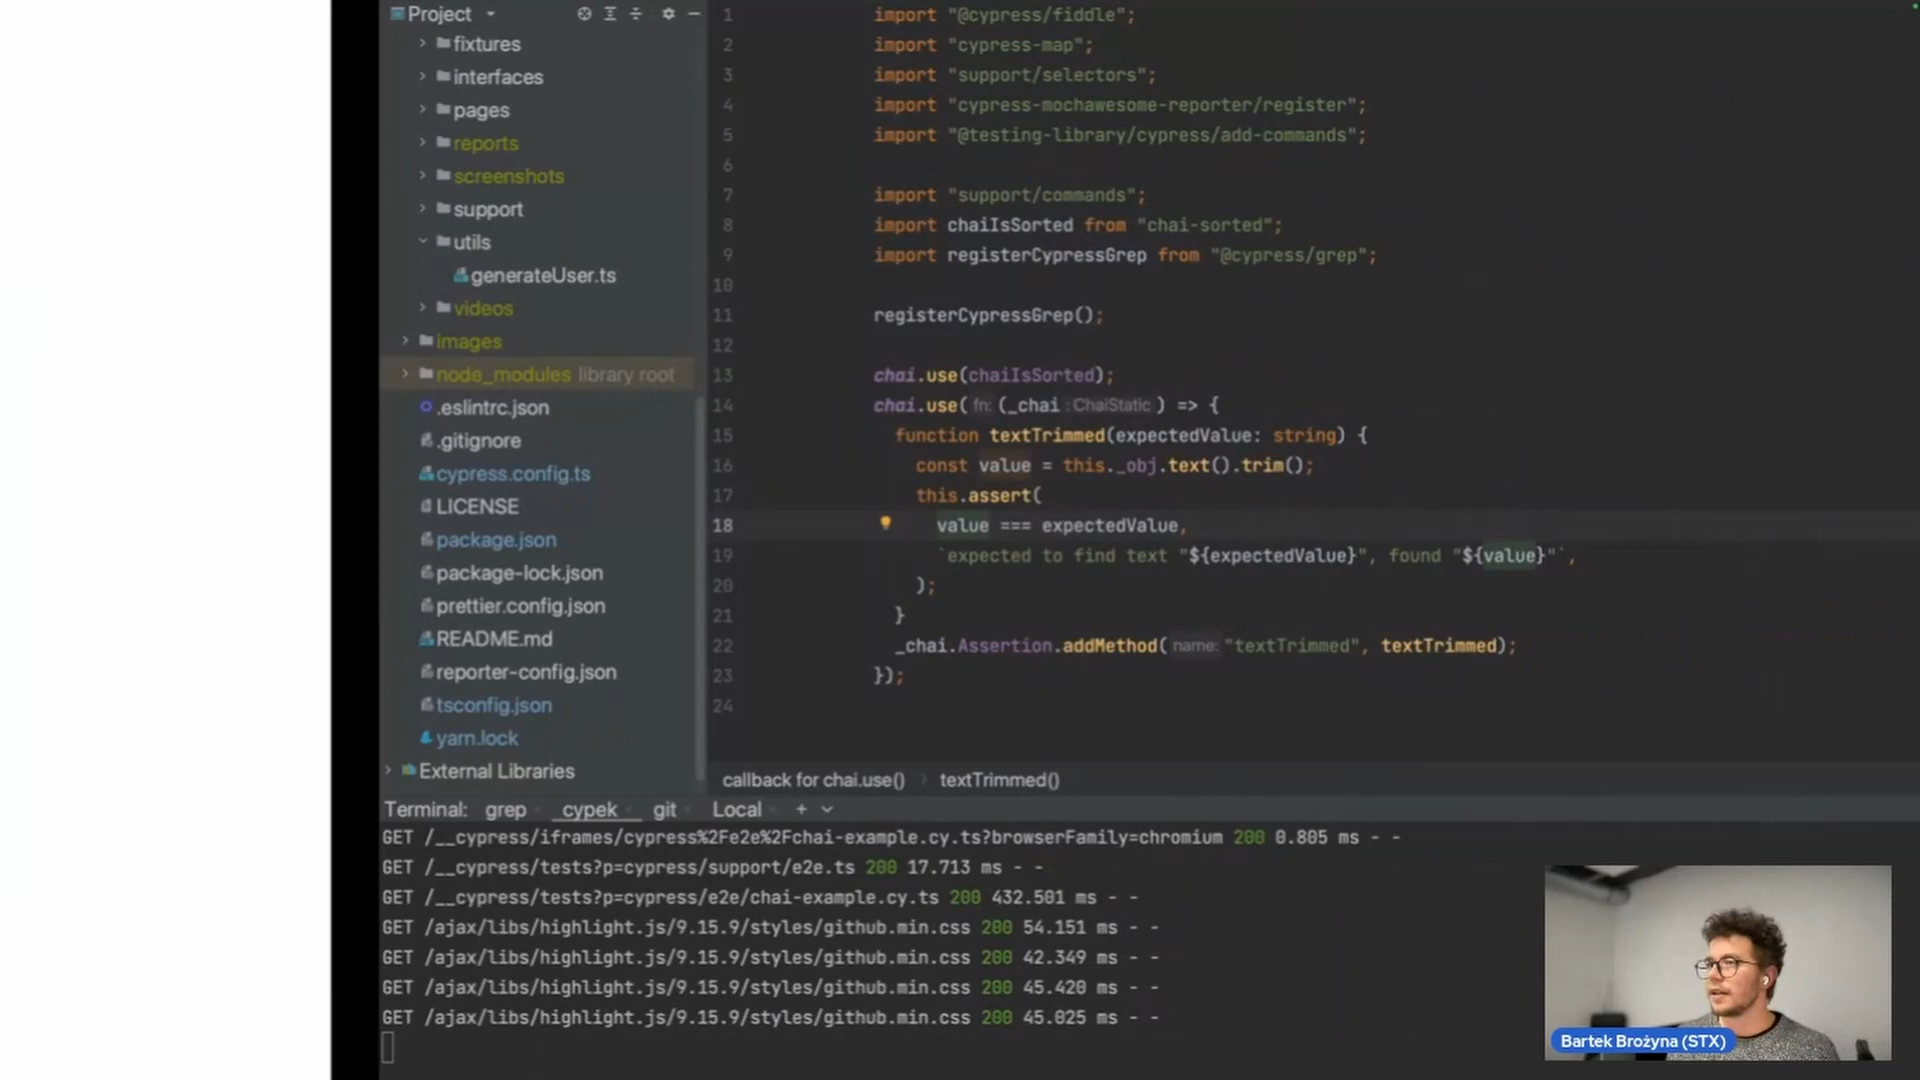 Project
fixtures
interfaces
pages
reports
screenshots
support
utils
generateUser.ts
videos
images
node_modules library root
.eslintrc.json
.gitignore
cypress.config.ts
LICENSE
package.json
package-lock.json
prettier.config.json
README.md
reporter-config.json
tsconfig.json
yarn.lock
External Libraries
1 import "@cypress/fiddle";
2 import "cypress-map";
3 import "support/selectors";
4 import "cypress-mochawesome-reporter/register";
5 import "@testing-library/cypress/add-commands";
6
7 import "support/commands";
8 import chaiIsSorted from "chai-sorted";
9 import registerCypressGrep from "@cypress/grep";
10
11 registerCypressGrep();
12
13 chai.use(chaiIsSorted);
14 chai.use( fn: (_chai : ChaiStatic ) => {
15 function textTrimmed(expectedValue: string) {
16 const value = this._obj.text().trim();
17 this.assert(
18 value === expectedValue,
19 `expected to find text "${expectedValue}", found "${value}"`,
20 );
21 }
22 _chai.Assertion.addMethod( name: "textTrimmed", textTrimmed);
23 });
24
callback for chai.use() textTrimmed()
Terminal: grep cypek git Local +
GET /__cypress/iframes/cypress%2Fe2e%2Fchai-example.cy.ts?browserFamily=chromium 200 0.805 ms - -
GET /__cypress/tests?p=cypress/support/e2e.ts 200 17.713 ms - -
GET /__cypress/tests?p=cypress/e2e/chai-example.cy.ts 200 432.501 ms - -
GET /ajax/libs/highlight.js/9.15.9/styles/github.min.css 200 54.151 ms - -
GET /ajax/libs/highlight.js/9.15.9/styles/github.min.css 200 42.349 ms - -
GET /ajax/libs/highlight.js/9.15.9/styles/github.min.css 200 45.420 ms - -
GET /ajax/libs/highlight.js/9.15.9/styles/github.min.css 200 45.025 ms - -
Bartek Brożyna (STX)